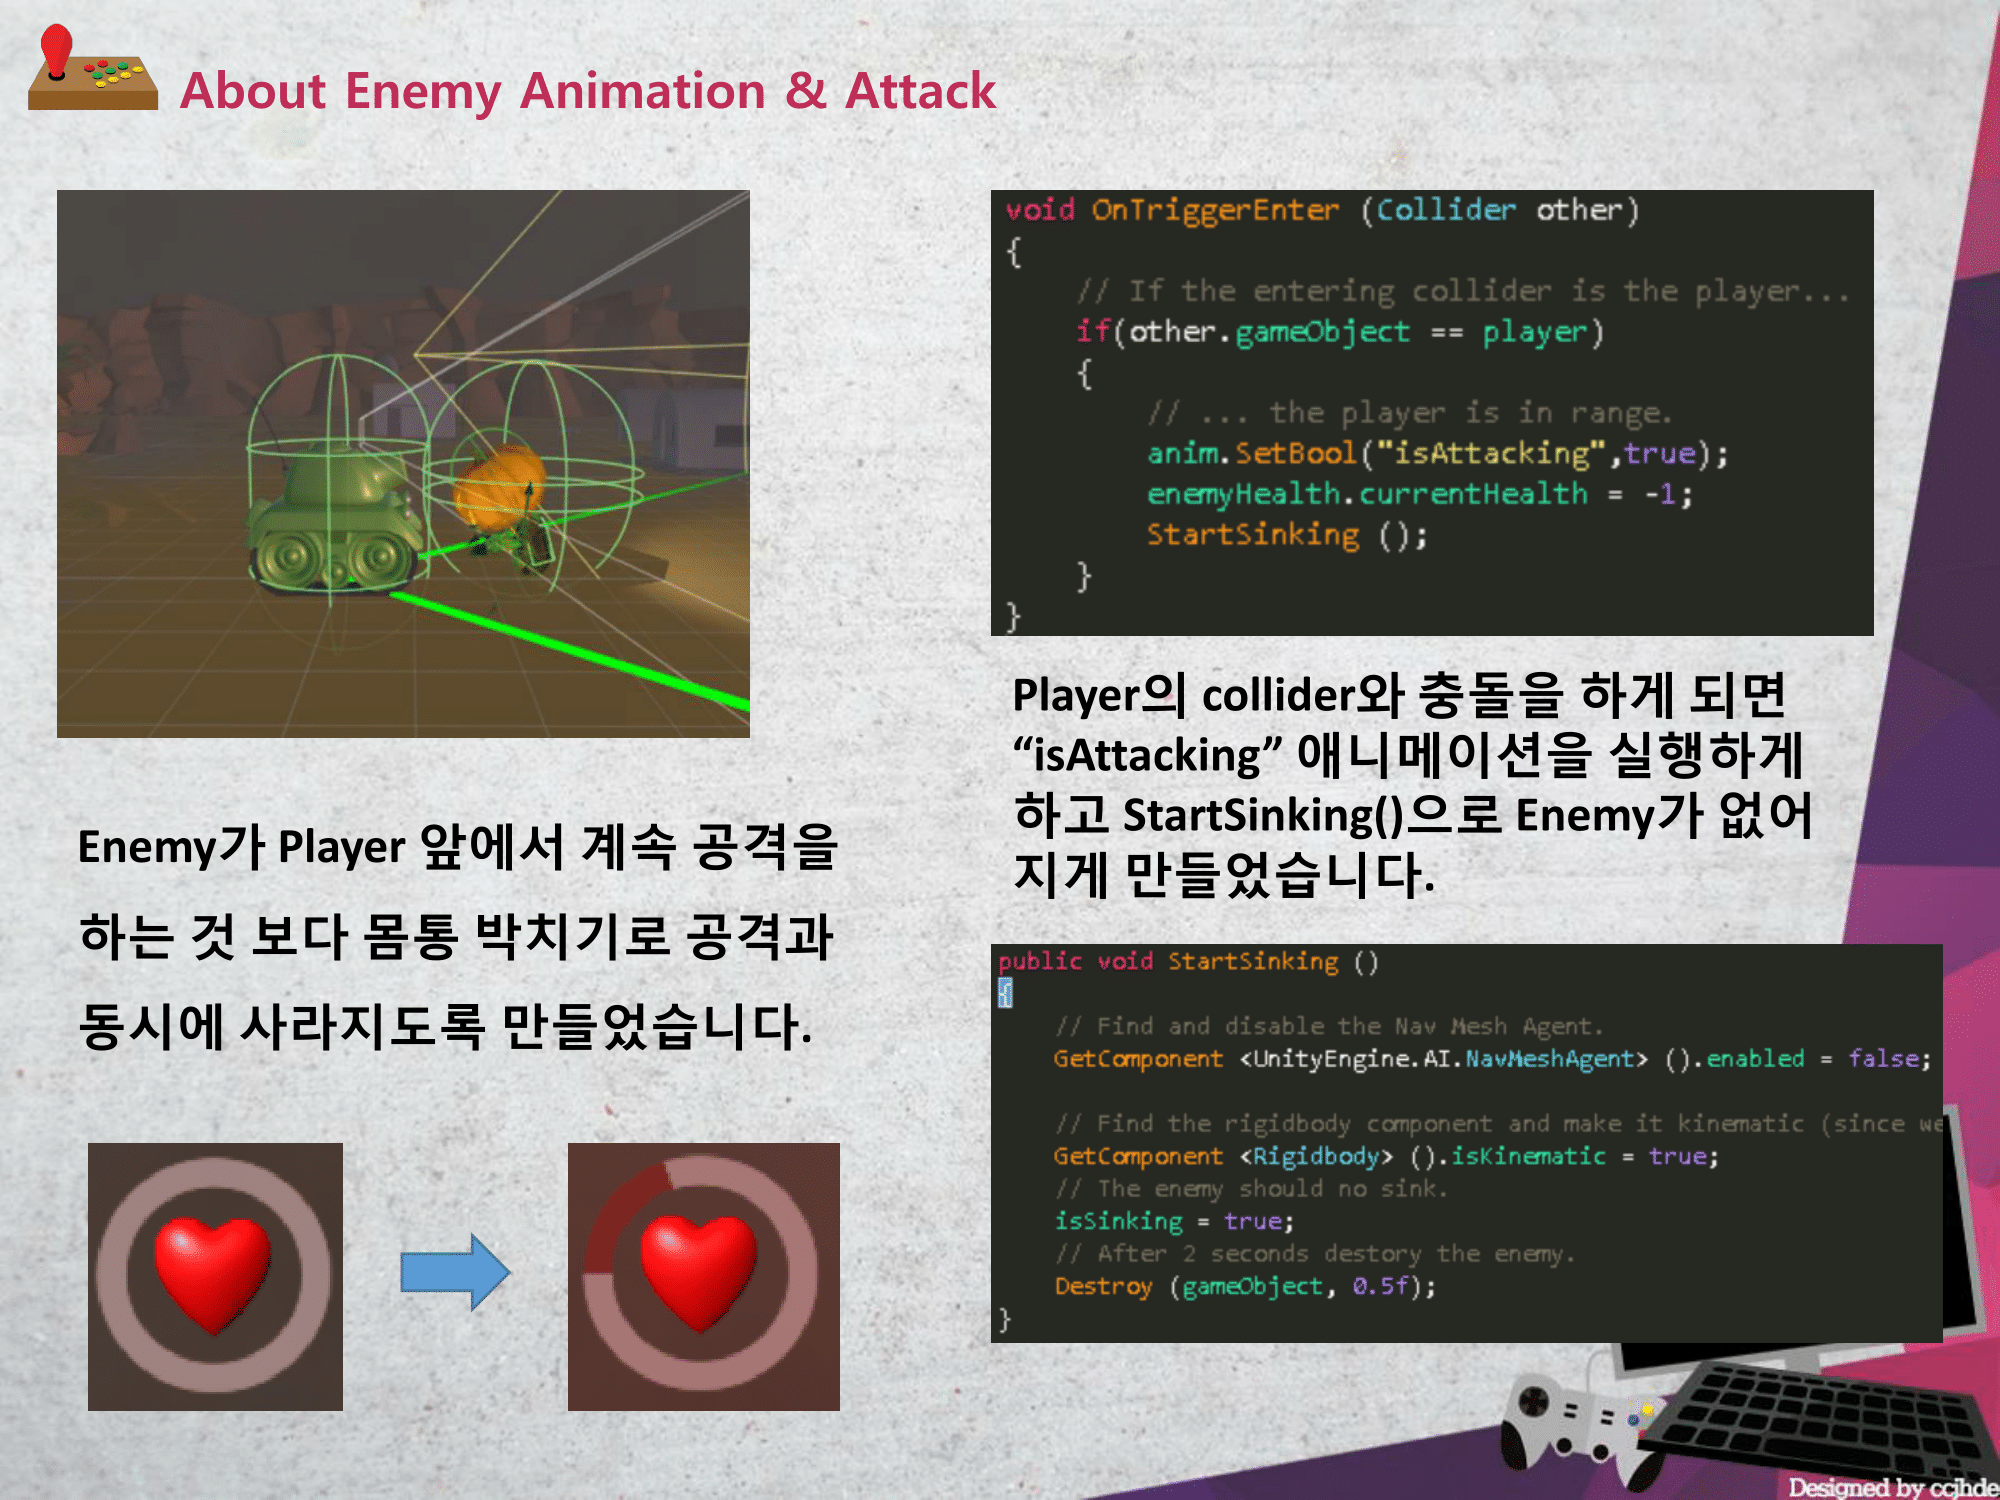 About Enemy Animation & Attack
void OnTriggerEnter (Collider other)
{
// If the entering collider is the player...
if(other.gameObject == player)
{
// ... the player is in range.
anim.SetBool("isAttacking",true);
enemyHealth.currentHealth = -1;
StartSinking ();
}
}
Enemy가 Player 앞에서 계속 공격을
하는 것 보다 몸통 박치기로 공격과
동시에 사라지도록 만들었습니다.
Player의 collider와 충돌을 하게 되면
“isAttacking” 애니메이션을 실행하게
하고 StartSinking()으로 Enemy가 없어
지게 만들었습니다.
public void StartSinking ()
{
// Find and disable the Nav Mesh Agent.
GetComponent <UnityEngine.AI.NavMeshAgent> ().enabled = false;
// Find the rigidbody component and make it kinematic (since we
GetComponent <Rigidbody> ().isKinematic = true;
// The enemy should no sink.
isSinking = true;
// After 2 seconds destory the enemy.
Destroy (gameObject, 0.5f);
}
Designed by ccjhde